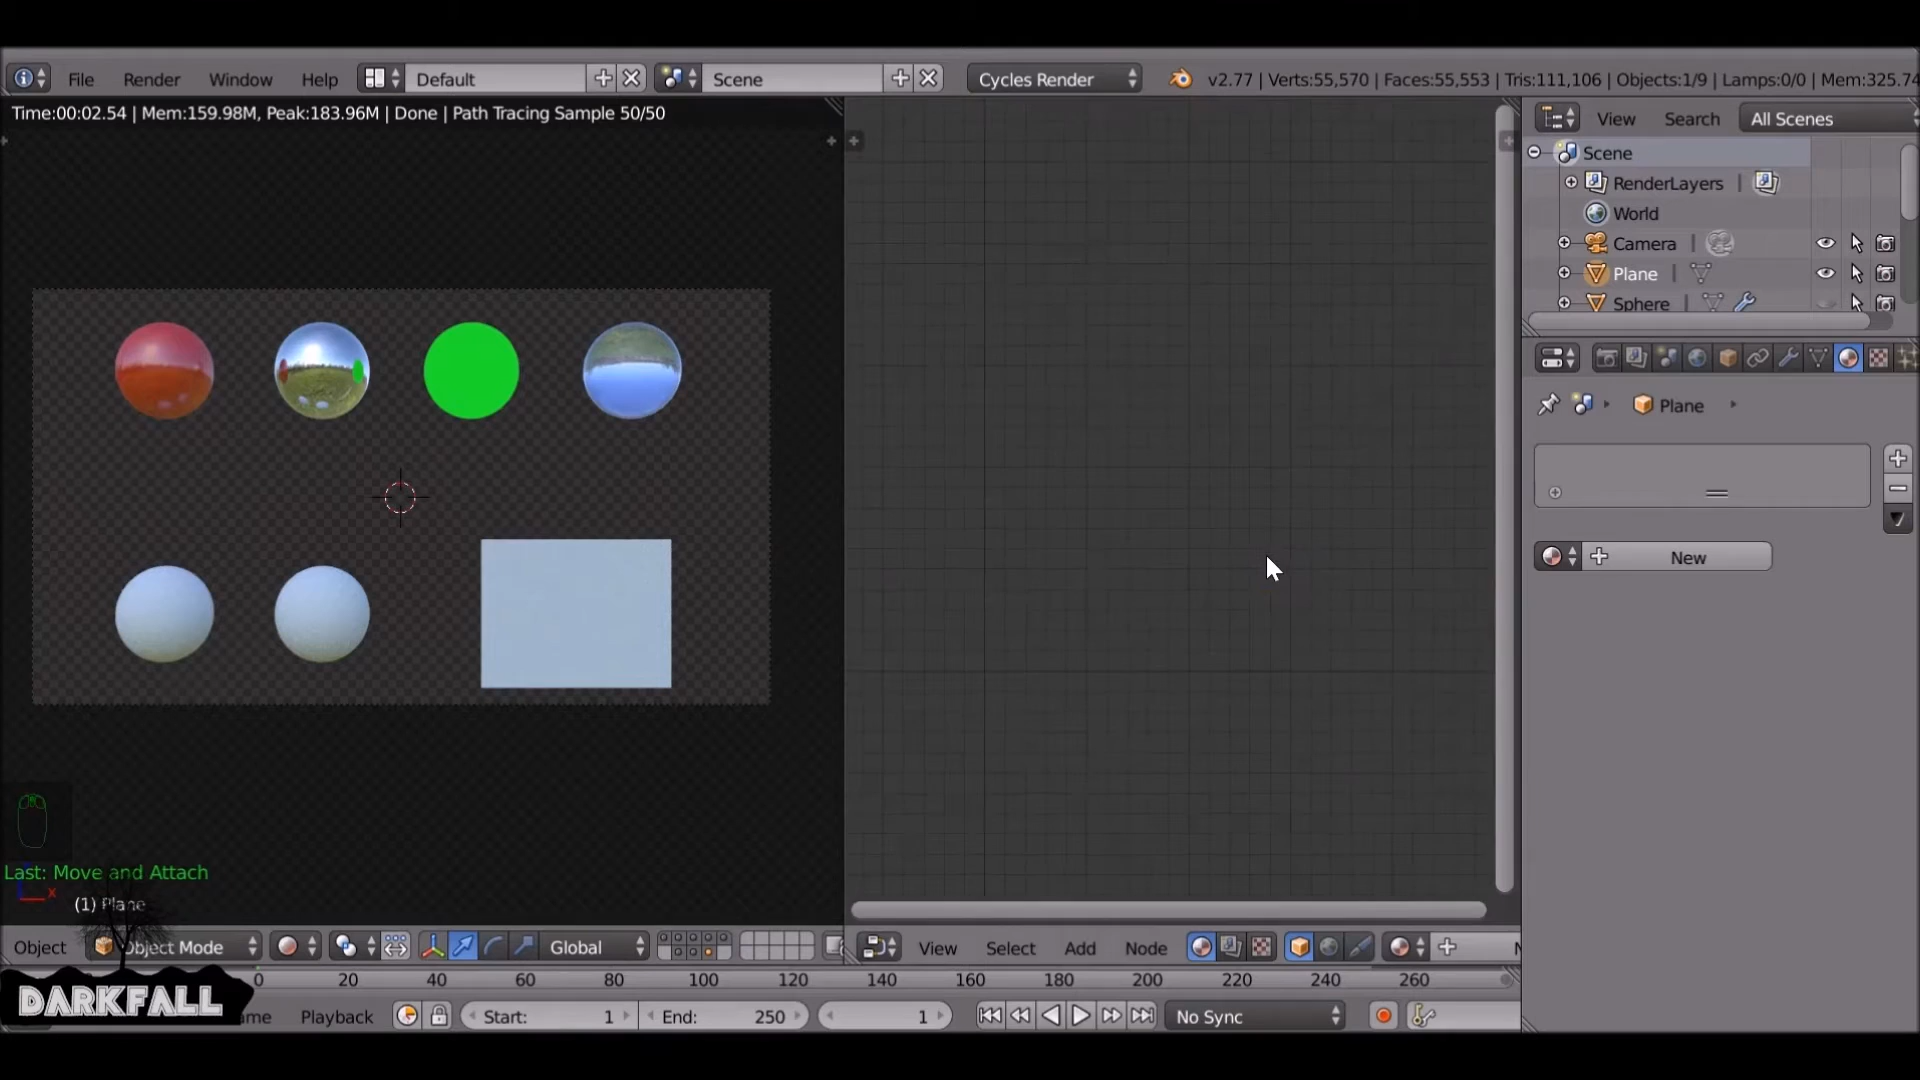 File Render Window Help Default Scene Cycles Render v2.77 | Verts:55,570 | Faces:55,553 | Tris:111,106 | Objects:1/9 | Lamps:0/0 | Mem:325.74
Time:00:02.54 | Mem:159.98M, Peak:183.96M | Done | Path Tracing Sample 50/50
View Search All Scenes
Scene
RenderLayers
World
Camera
Plane
Sphere
Plane
New
Last: Move and Attach
x
(1) Plane
Object Object Mode Global
View Select Add Node
20 40 60 80 100 120 140 160 180 200 220 240 260
DARKFALL
Playback Start: 1 End: 250 1 No Sync